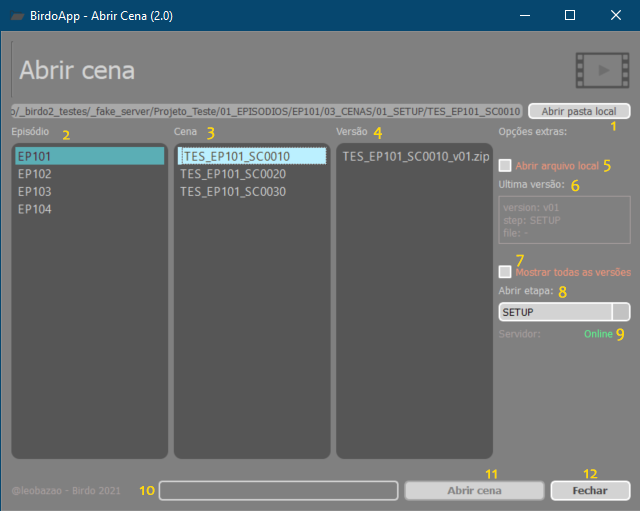 BirdoApp - Abrir Cena (2.0)
Abrir cena
o/_birdo2_testes/_fake_server/Projeto_Teste/01_EPISODIOS/EP101/03_CENAS/01_SETUP/TES_EP101_SC0010 Abrir pasta local
1
Episódio 2 Cena 3 Versão 4 Opções extras:
EP101 TES_EP101_SC0010 TES_EP101_SC0010_v01.zip
Abrir arquivo local 5
EP102 TES_EP101_SC0020
Ultima versão: 6
EP103 TES_EP101_SC0030
EP104
version: v01
step: SETUP
file: -
7
Mostrar todas as versões
Abrir etapa: 8
SETUP
Servidor: Online 9
@leobazao - Birdo 2021 10
11
Abrir cena
12
Fechar